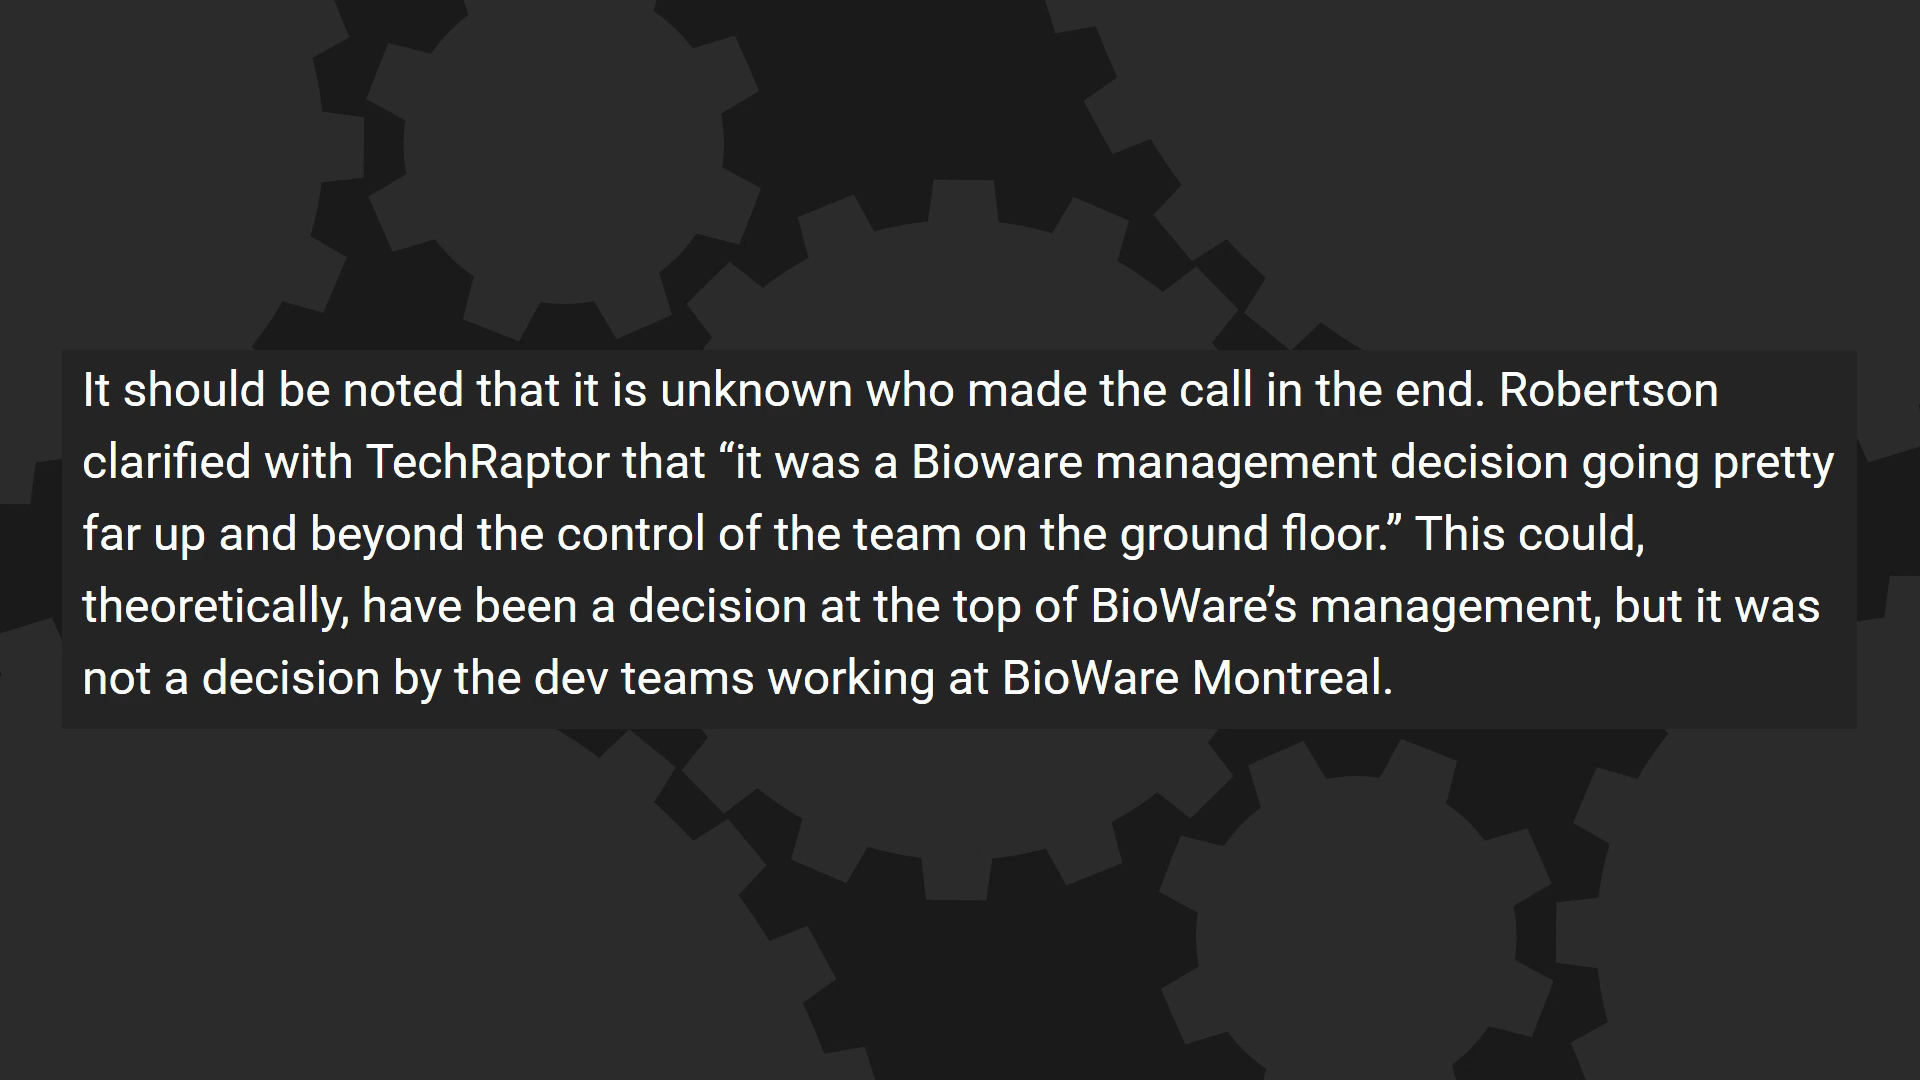 It should be noted that it is unknown who made the call in the end. Robertson
clarified with TechRaptor that “it was a Bioware management decision going pretty
far up and beyond the control of the team on the ground floor.” This could,
theoretically, have been a decision at the top of BioWare’s management, but it was
not a decision by the dev teams working at BioWare Montreal.